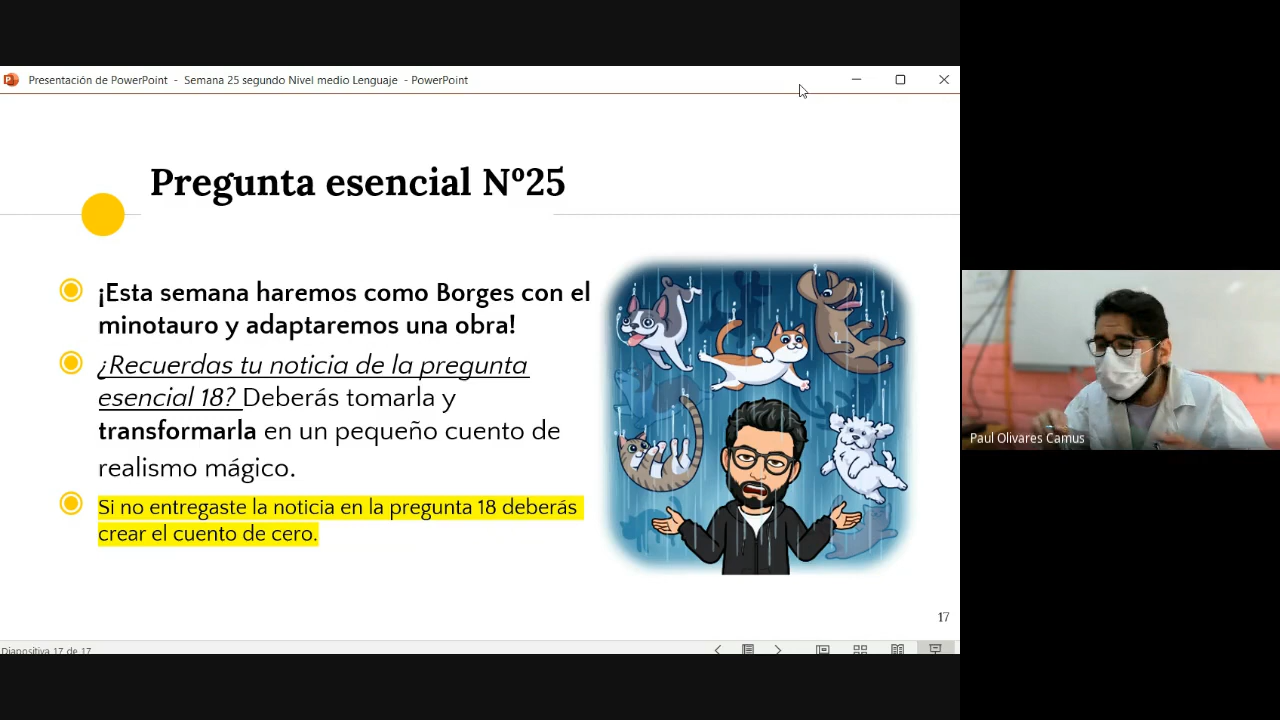 Presentación de PowerPoint - Semana 25 segundo Nivel medio Lenguaje - PowerPoint
Pregunta esencial Nº25
¡Esta semana haremos como Borges con el
minotauro y adaptaremos una obra!
¿Recuerdas tu noticia de la pregunta
esencial 18? Deberás tomarla y
transformarla en un pequeño cuento de
realismo mágico.
Si no entregaste la noticia en la pregunta 18 deberás
crear el cuento de cero.
Paul Olivares Camus
17
Diapositiva 17 de 17